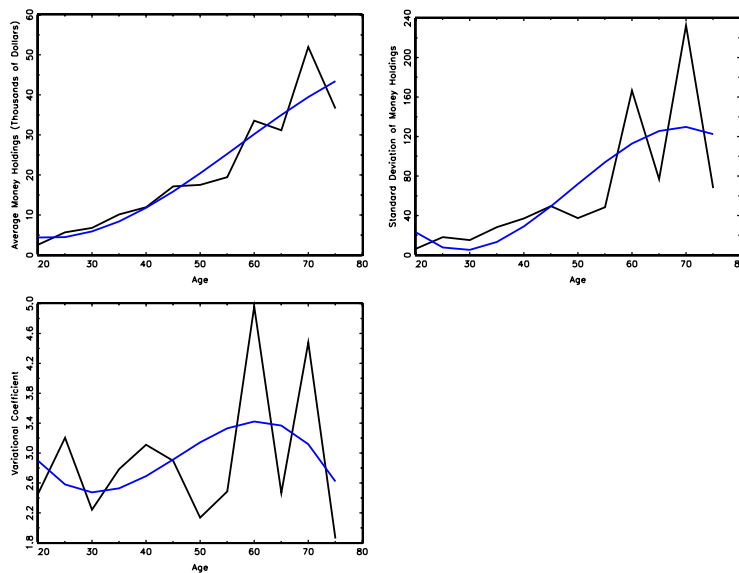 Average Money Holdings (Thousands of Dollars)
0 10 20 30 40 50 60
20 30 40 50 60 70 80
Age
Standard Deviation of Money Holdings
0 40 80 120 160 200 240
20 30 40 50 60 70 8
Age
Variational Coefficient
1.8 2.2 2.6 3.0 3.4 3.8 4.2 4.6 5.0
20 30 40 50 60 70 80
Age